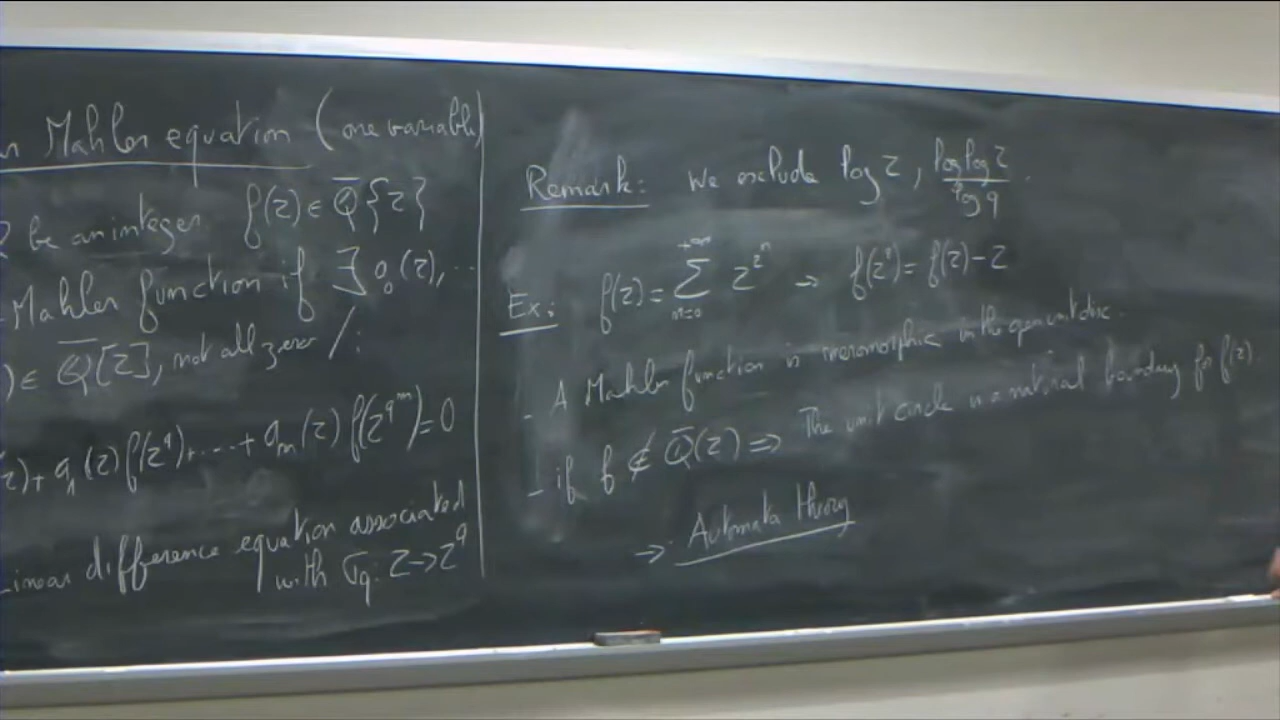 Mahler equation (one variable)
be an integer f(z) ∈ Q̄{z}
-Mahler function if ∃ a₀(z), ...
) ∈ Q̄[z], not all zero /:
z) + a₁(z) f(z^q) + ... + a_m(z) f(z^{q^m}) = 0
Linear difference equation associated
with σ_q : z → z^q
Remark: We exclude log z, log log z / log q.
Ex: f(z) = Σ_{n=0}^{+∞} z^{2^n} → f(z^2) = f(z) - z
- A Mahler function is meromorphic in the open unit disc.
- if f ∉ Q̄(z) ⇒ The unit circle is a natural boundary for f(z).
⇒ Automata theory